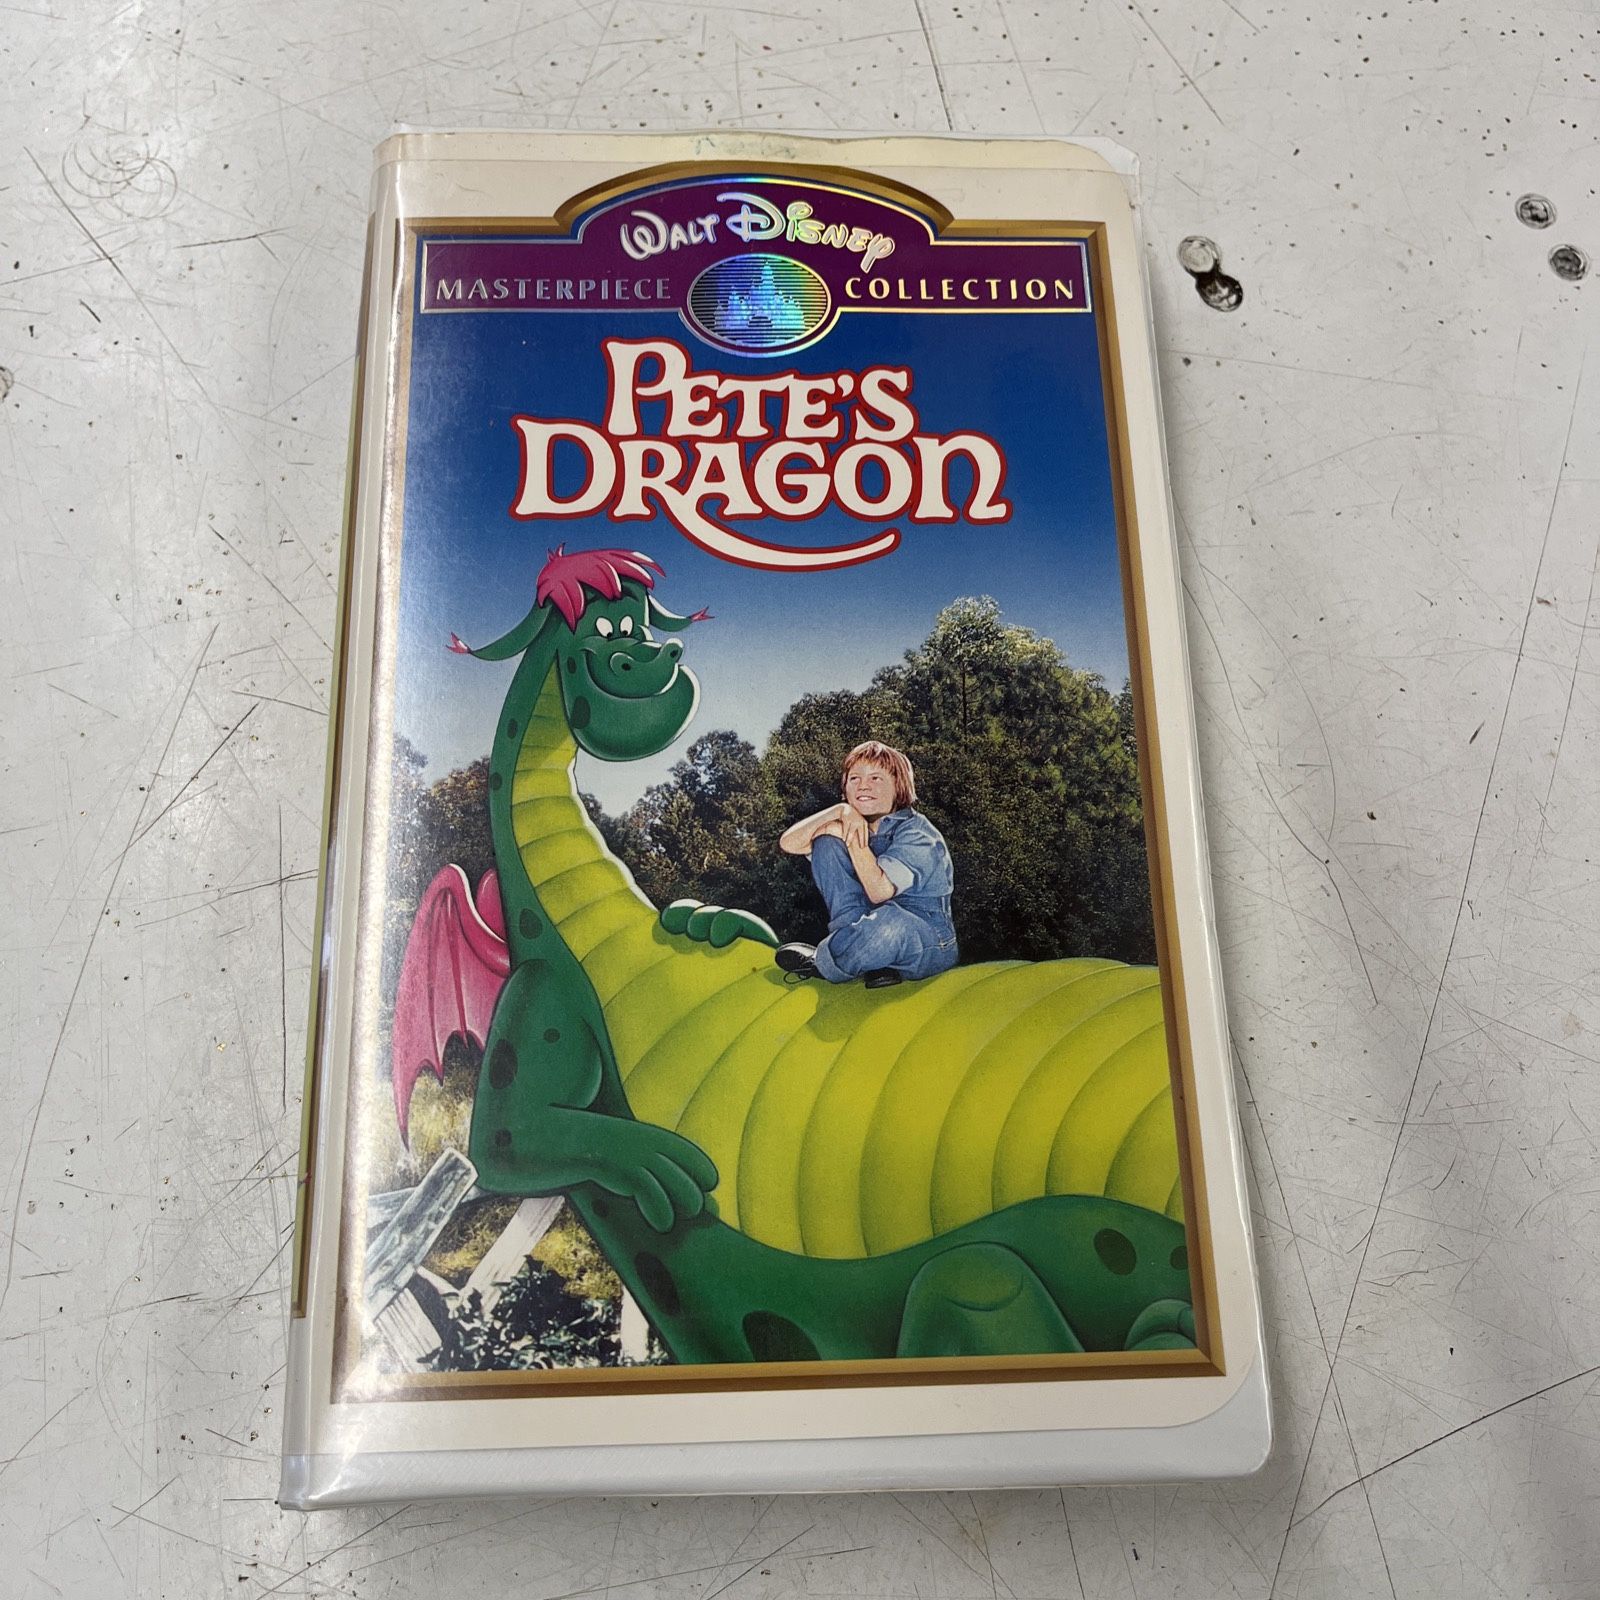 WALT DISNEY
MASTERPIECE COLLECTION
PETE'S
DRAGON